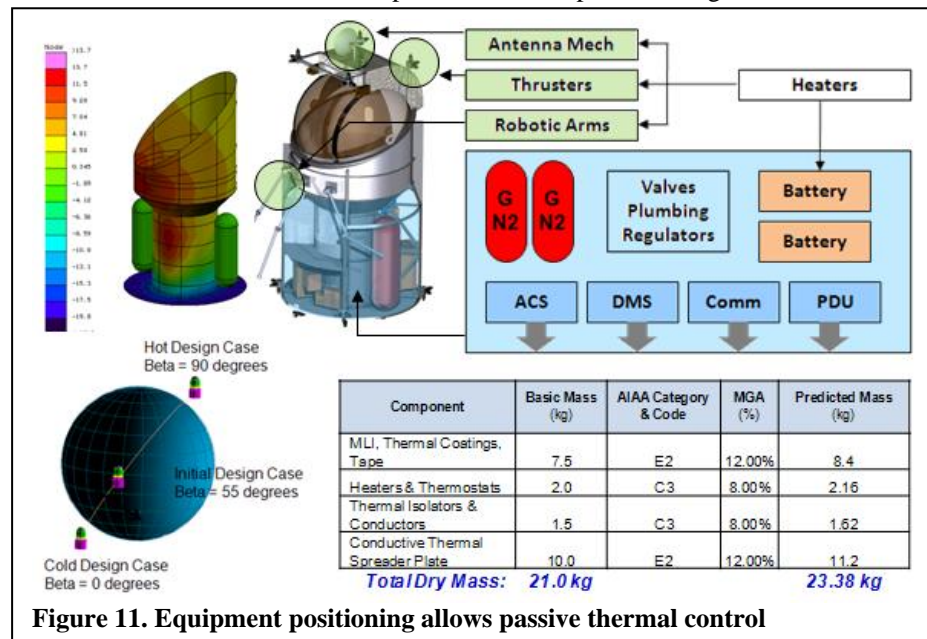 Node
Antenna Mech
Thrusters
Heaters
Robotic Arms
G
N2
G
N2
Valves
Plumbing
Regulators
Battery
Battery
ACS
DMS
Comm
PDU
Hot Design Case
Beta = 90 degrees
Initial Design Case
Beta = 55 degrees
Cold Design Case
Beta = 0 degrees
Component Basic Mass (kg) AIAA Category & Code MGA (%) Predicted Mass (kg)
MLI, Thermal Coatings, Tape 7.5 E2 12.00% 8.4
Heaters & Thermostats 2.0 C3 8.00% 2.16
Thermal Isolators & Conductors 1.5 C3 8.00% 1.62
Conductive Thermal Spreader Plate 10.0 E2 12.00% 11.2
Total Dry Mass: 21.0 kg 23.38 kg
Figure 11. Equipment positioning allows passive thermal control